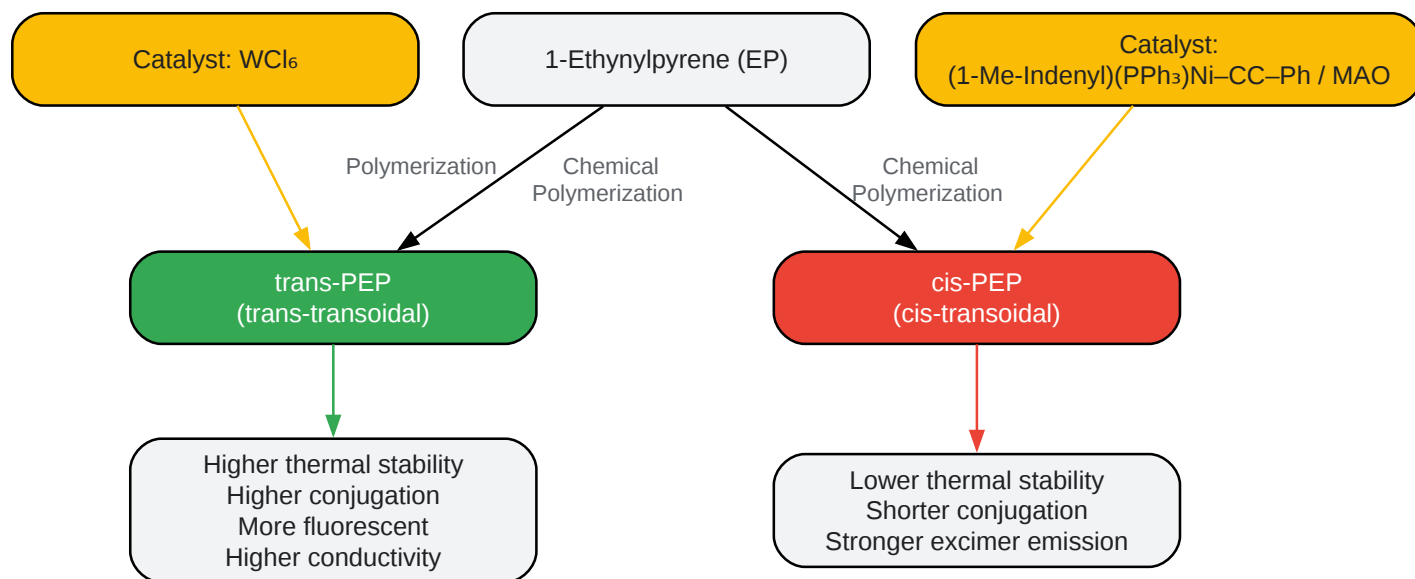 Catalyst: WCl₆
1-Ethynylpyrene (EP)
Catalyst:
(1-Me-Indenyl)(PPh₃)Ni–CC–Ph / MAO
Polymerization
Chemical
Polymerization
Chemical
Polymerization
trans-PEP
(trans-transoidal)
cis-PEP
(cis-transoidal)
Higher thermal stability
Higher conjugation
More fluorescent
Higher conductivity
Lower thermal stability
Shorter conjugation
Stronger excimer emission